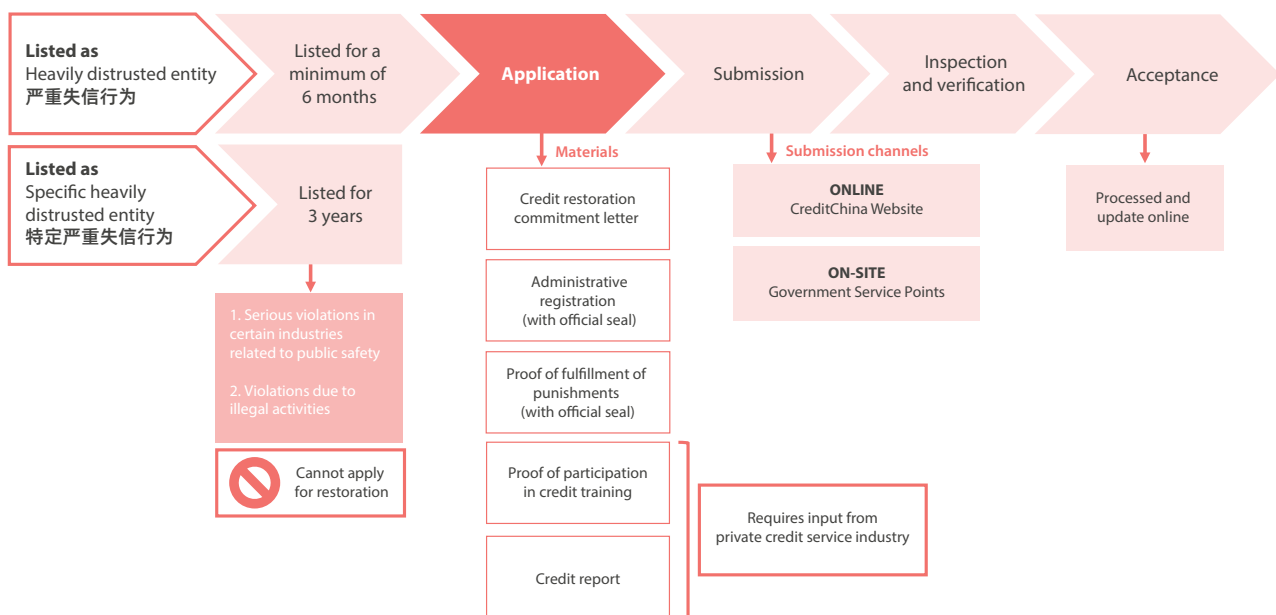 Listed as
Heavily distrusted entity
严重失信行为
Listed for a
minimum of
6 months
Application
Submission
Inspection
and verification
Acceptance
Listed as
Specific heavily
distrusted entity
特定严重失信行为
Listed for
3 years
1. Serious violations in
certain industries
related to public safety
2. Violations due to
illegal activities
Cannot apply
for restoration
Materials
Credit restoration
commitment letter
Administrative
registration
(with official seal)
Proof of fulfillment of
punishments
(with official seal)
Proof of participation
in credit training
Credit report
Requires input from
private credit service industry
Submission channels
ONLINE
CreditChina Website
ON-SITE
Government Service Points
Processed and
update online